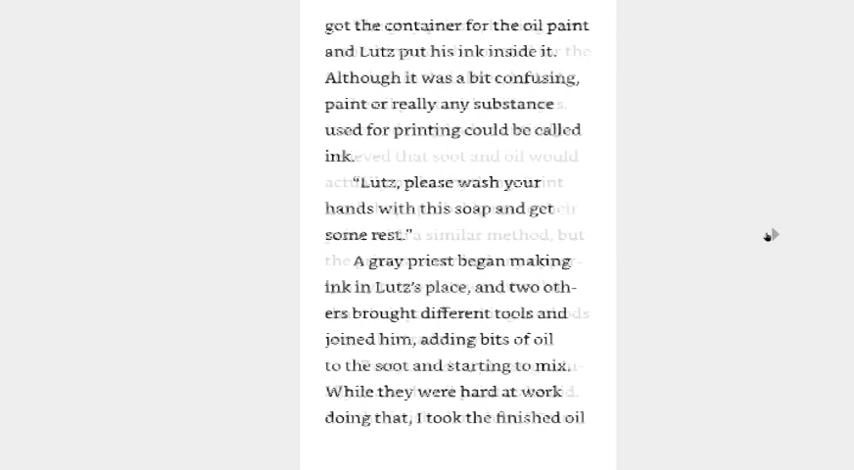 got the container for the oil paint
and Lutz put his ink inside it.
Although it was a bit confusing,
paint or really any substance
used for printing could be called
ink.
“Lutz, please wash your
hands with this soap and get
some rest.”
A gray priest began making
ink in Lutz’s place, and two oth-
ers brought different tools and
joined him, adding bits of oil
to the soot and starting to mix.
While they were hard at work
doing that, I took the finished oil